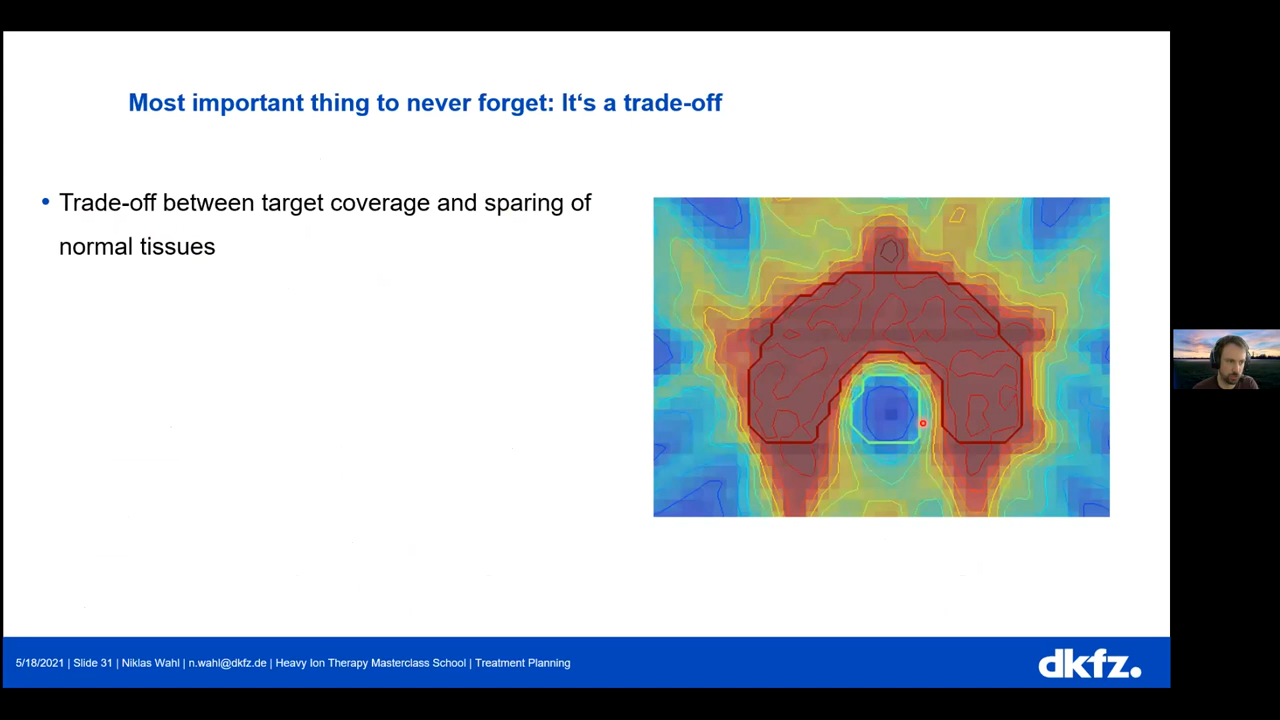 Most important thing to never forget: It‘s a trade-off
• Trade-off between target coverage and sparing of
normal tissues
5/18/2021 | Slide 31 | Niklas Wahl | n.wahl@dkfz.de | Heavy Ion Therapy Masterclass School | Treatment Planning
dkfz.